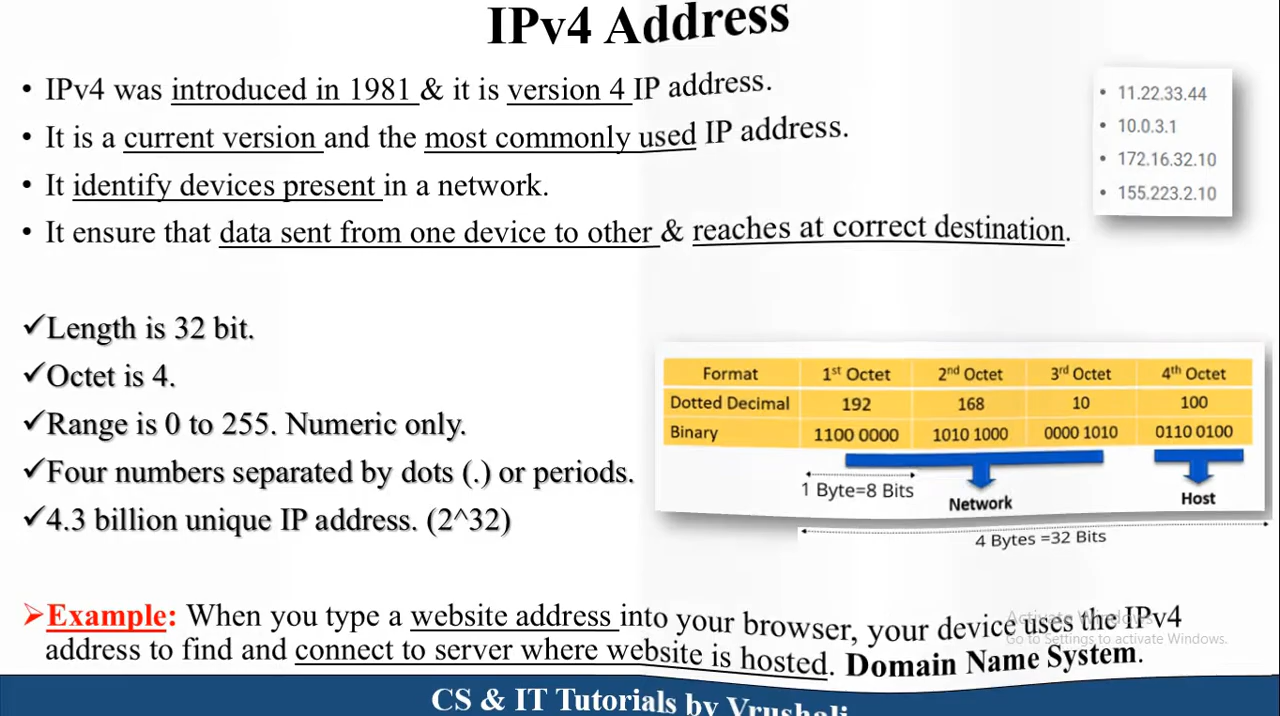 IPv4 Address
• IPv4 was introduced in 1981 & it is version 4 IP address.
• It is a current version and the most commonly used IP address.
• It identify devices present in a network.
• It ensure that data sent from one device to other & reaches at correct destination.
• 11.22.33.44
• 10.0.3.1
• 172.16.32.10
• 155.223.2.10
✓Length is 32 bit.
✓Octet is 4.
✓Range is 0 to 255. Numeric only.
✓Four numbers separated by dots (.) or periods.
✓4.3 billion unique IP address. (2^32)
Format 1st Octet 2nd Octet 3rd Octet 4th Octet
Dotted Decimal 192 168 10 100
Binary 1100 0000 1010 1000 0000 1010 0110 0100
1 Byte=8 Bits
Network Host
4 Bytes =32 Bits
➢Example: When you type a website address into your browser, your device uses the IPv4
address to find and connect to server where website is hosted. Domain Name System.
Activate Windows
Go to Settings to activate Windows.
CS & IT Tutorials by Vrushali